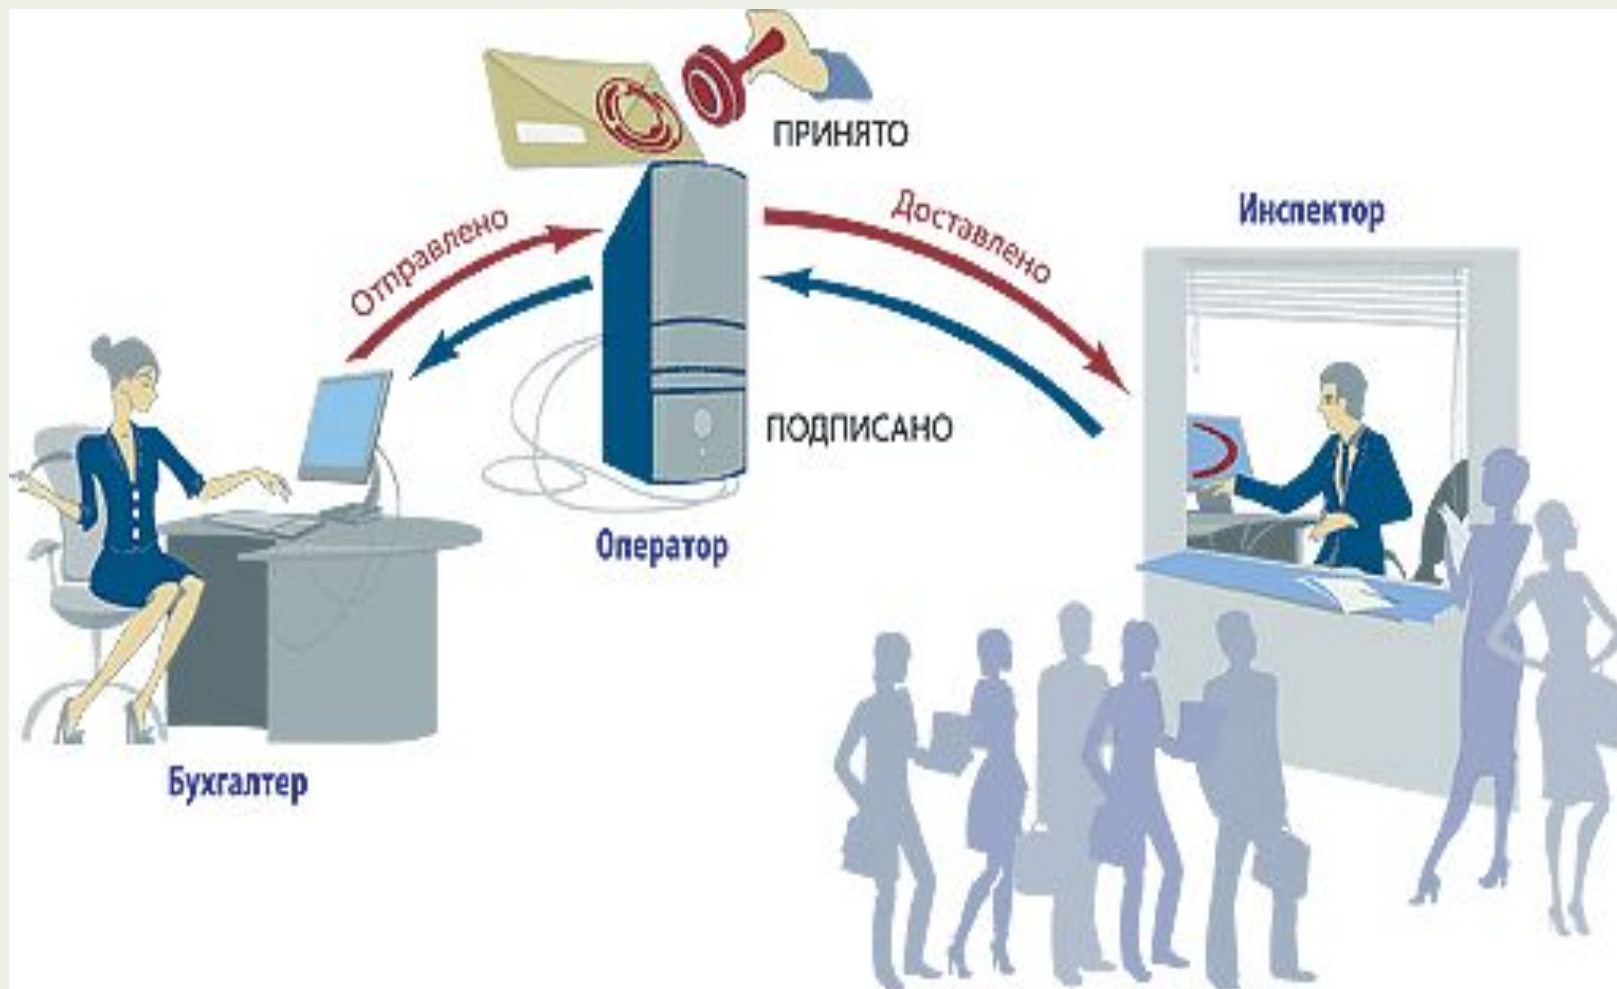 ПРИНЯТО
Отправлено
Доставлено
Инспектор
ПОДПИСАНО
Оператор
Бухгалтер